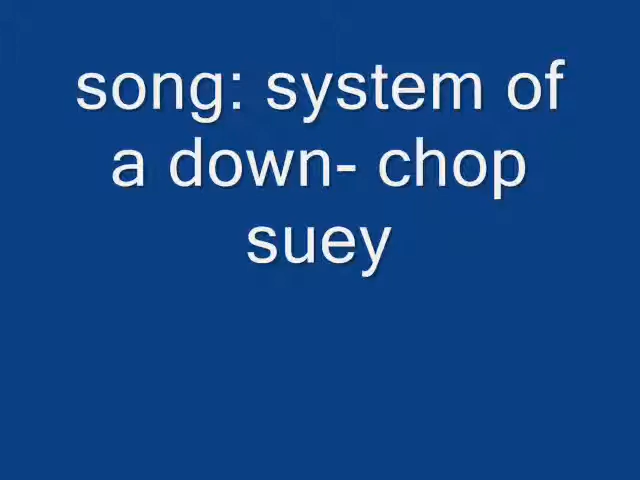 song: system of
a down- chop
suey